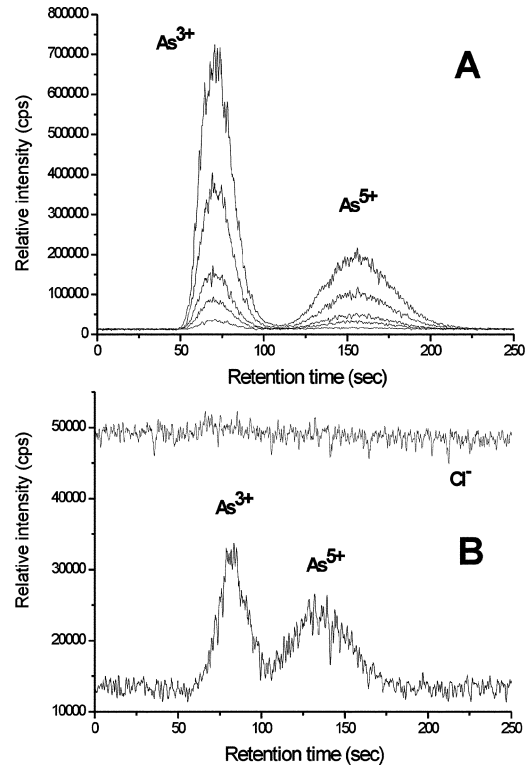 800000
700000
600000
500000
400000
300000
200000
100000
0
Relative intensity (cps)
As3+
A
As5+
0 50 100 150 200 250
Retention time (sec)
50000
40000
30000
20000
10000
Relative intensity (cps)
Cl-
As3+
As5+
B
0 50 100 150 200 250
Retention time (sec)